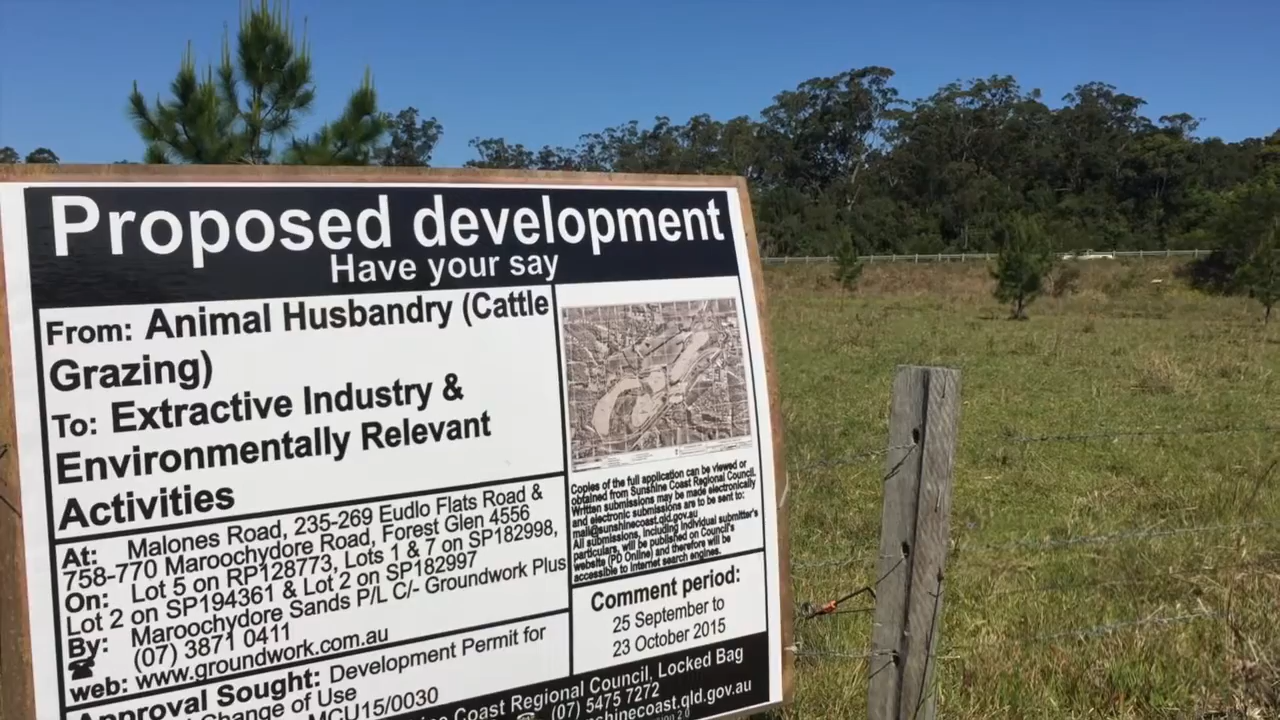 Proposed development
Have your say
From: Animal Husbandry (Cattle
Grazing)
To: Extractive Industry &
Environmentally Relevant
Activities
At: Malones Road, 235-269 Eudlo Flats Road &
758-770 Maroochydore Road, Forest Glen 4556
On: Lot 5 on RP128773, Lots 1 & 7 on SP182998,
Lot 2 on SP194361 & Lot 2 on SP182997
By: Maroochydore Sands P/L C/- Groundwork Plus
(07) 3871 0411
web: www.groundwork.com.au
Approval Sought: Development Permit for
Change of Use
MCU15/0030
Copies of the full application can be viewed or
obtained from Sunshine Coast Regional Council.
Written submissions may be made electronically
and electronic submissions are to be sent to:
mail@sunshinecoast.qld.gov.au
All submissions, including individual submitter's
particulars, will be published on Council's
website (PD Online) and therefore will be
accessible to Internet search engines.
Comment period:
25 September to
23 October 2015
Coast Regional Council, Locked Bag
(07) 5475 7272
nshinecoast.qld.gov.au